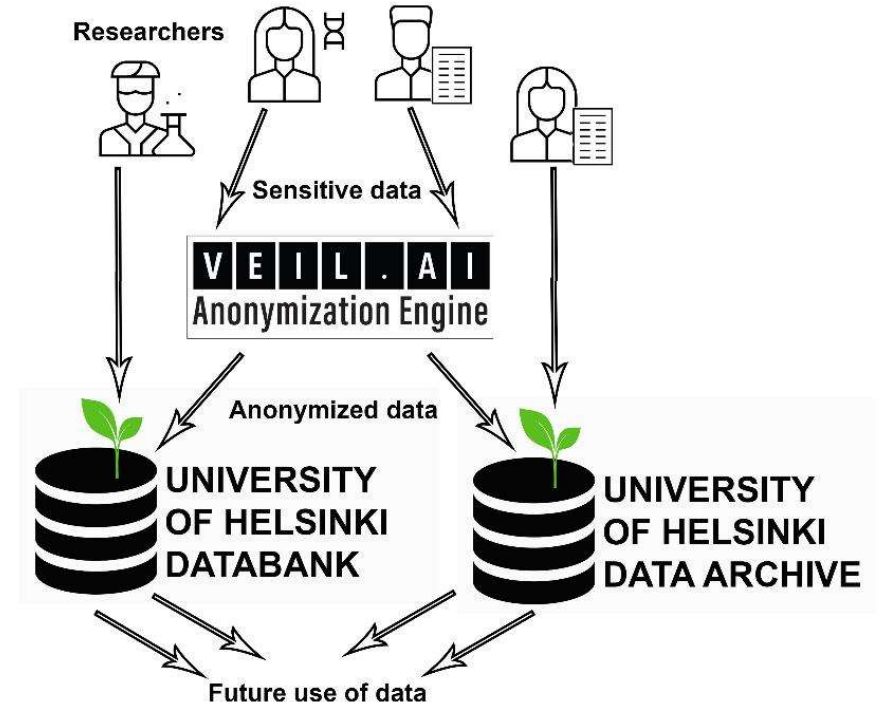 Researchers
Sensitive data
VEIL.AI
Anonymization Engine
Anonymized data
UNIVERSITY
OF HELSINKI
DATABANK
UNIVERSITY
OF HELSINKI
DATA ARCHIVE
Future use of data